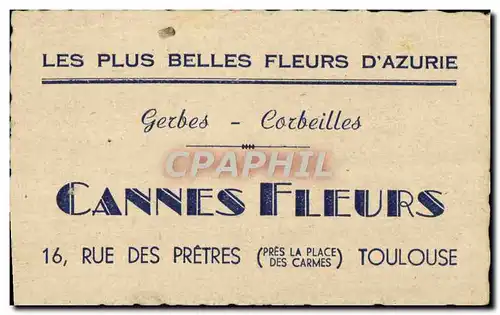 LES PLUS BELLES FLEURS D'AZURIE
Gerbes - Corbeilles
CPAPHIL
CANNES FLEURS
16, RUE DES PRÊTRES (PRÈS LA PLACE DES CARMES) TOULOUSE